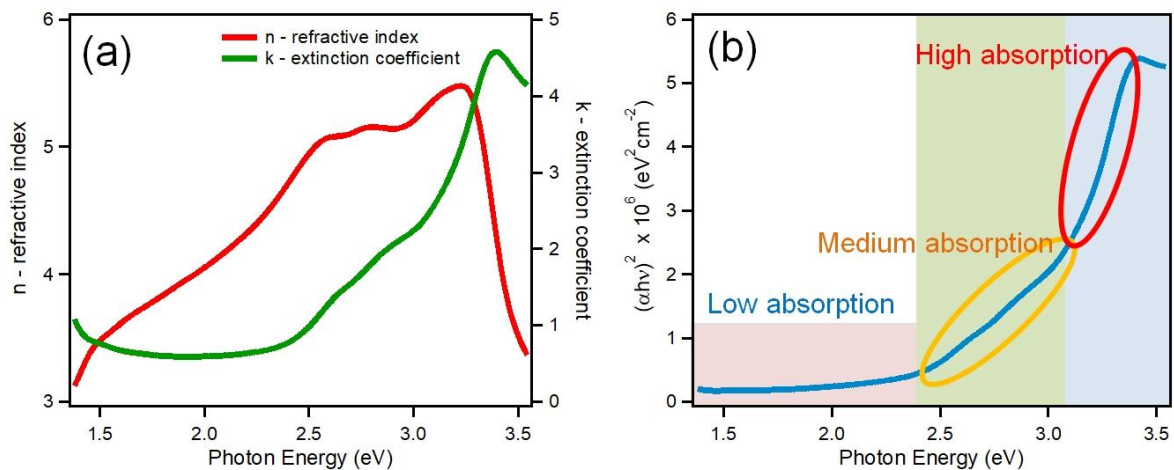 (a)
n - refractive index
k - extinction coefficient
6
5
4
3
n - refractive index
5
4
3
2
1
0
k - extinction coefficient
1.5 2.0 2.5 3.0 3.5
Photon Energy (eV)
(b)
High absorption
Medium absorption
Low absorption
6
5
4
3
2
1
0
(αhν)² x 10⁶ (eV²cm⁻²)
1.5 2.0 2.5 3.0 3.5
Photon Energy (eV)